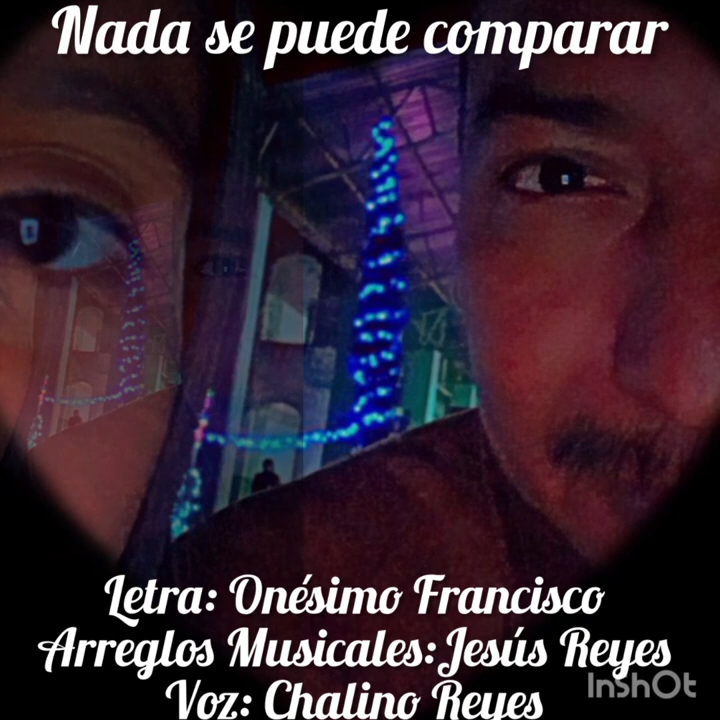 Nada se puede comparar
Letra: Onésimo Francisco
Arreglos Musicales:Jesús Reyes
Voz: Chalino Reyes
InshOt